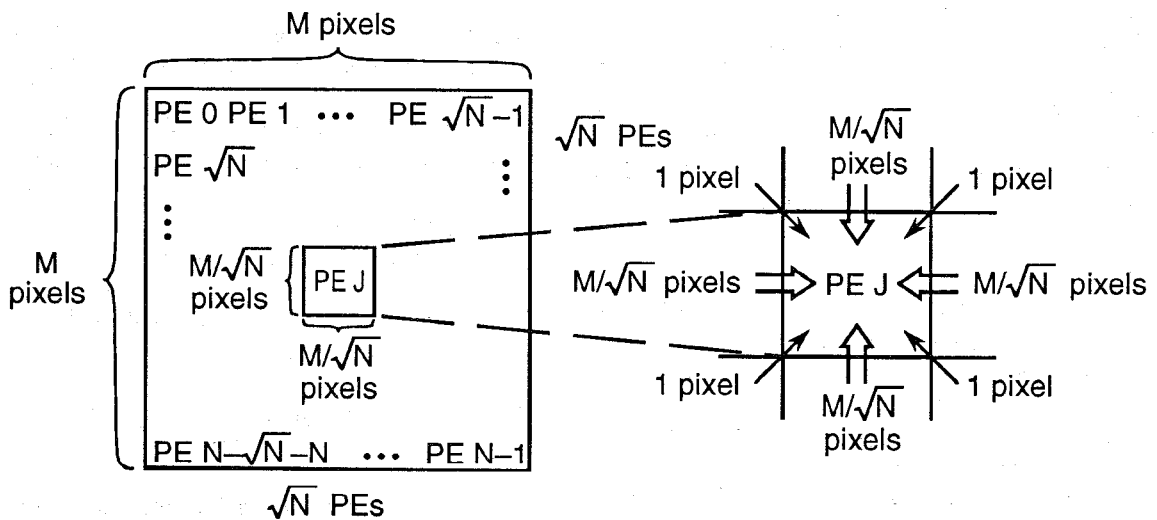 M pixels
PE 0 PE 1 ••• PE √N–1
√N PEs
PE √N
M
pixels
M/√N
pixels
PE J
M/√N
pixels
PE N–√N–N ••• PE N-1
√N PEs
M/√N
pixels
1 pixel
1 pixel
M/√N pixels
PE J
M/√N pixels
1 pixel
1 pixel
M/√N
pixels